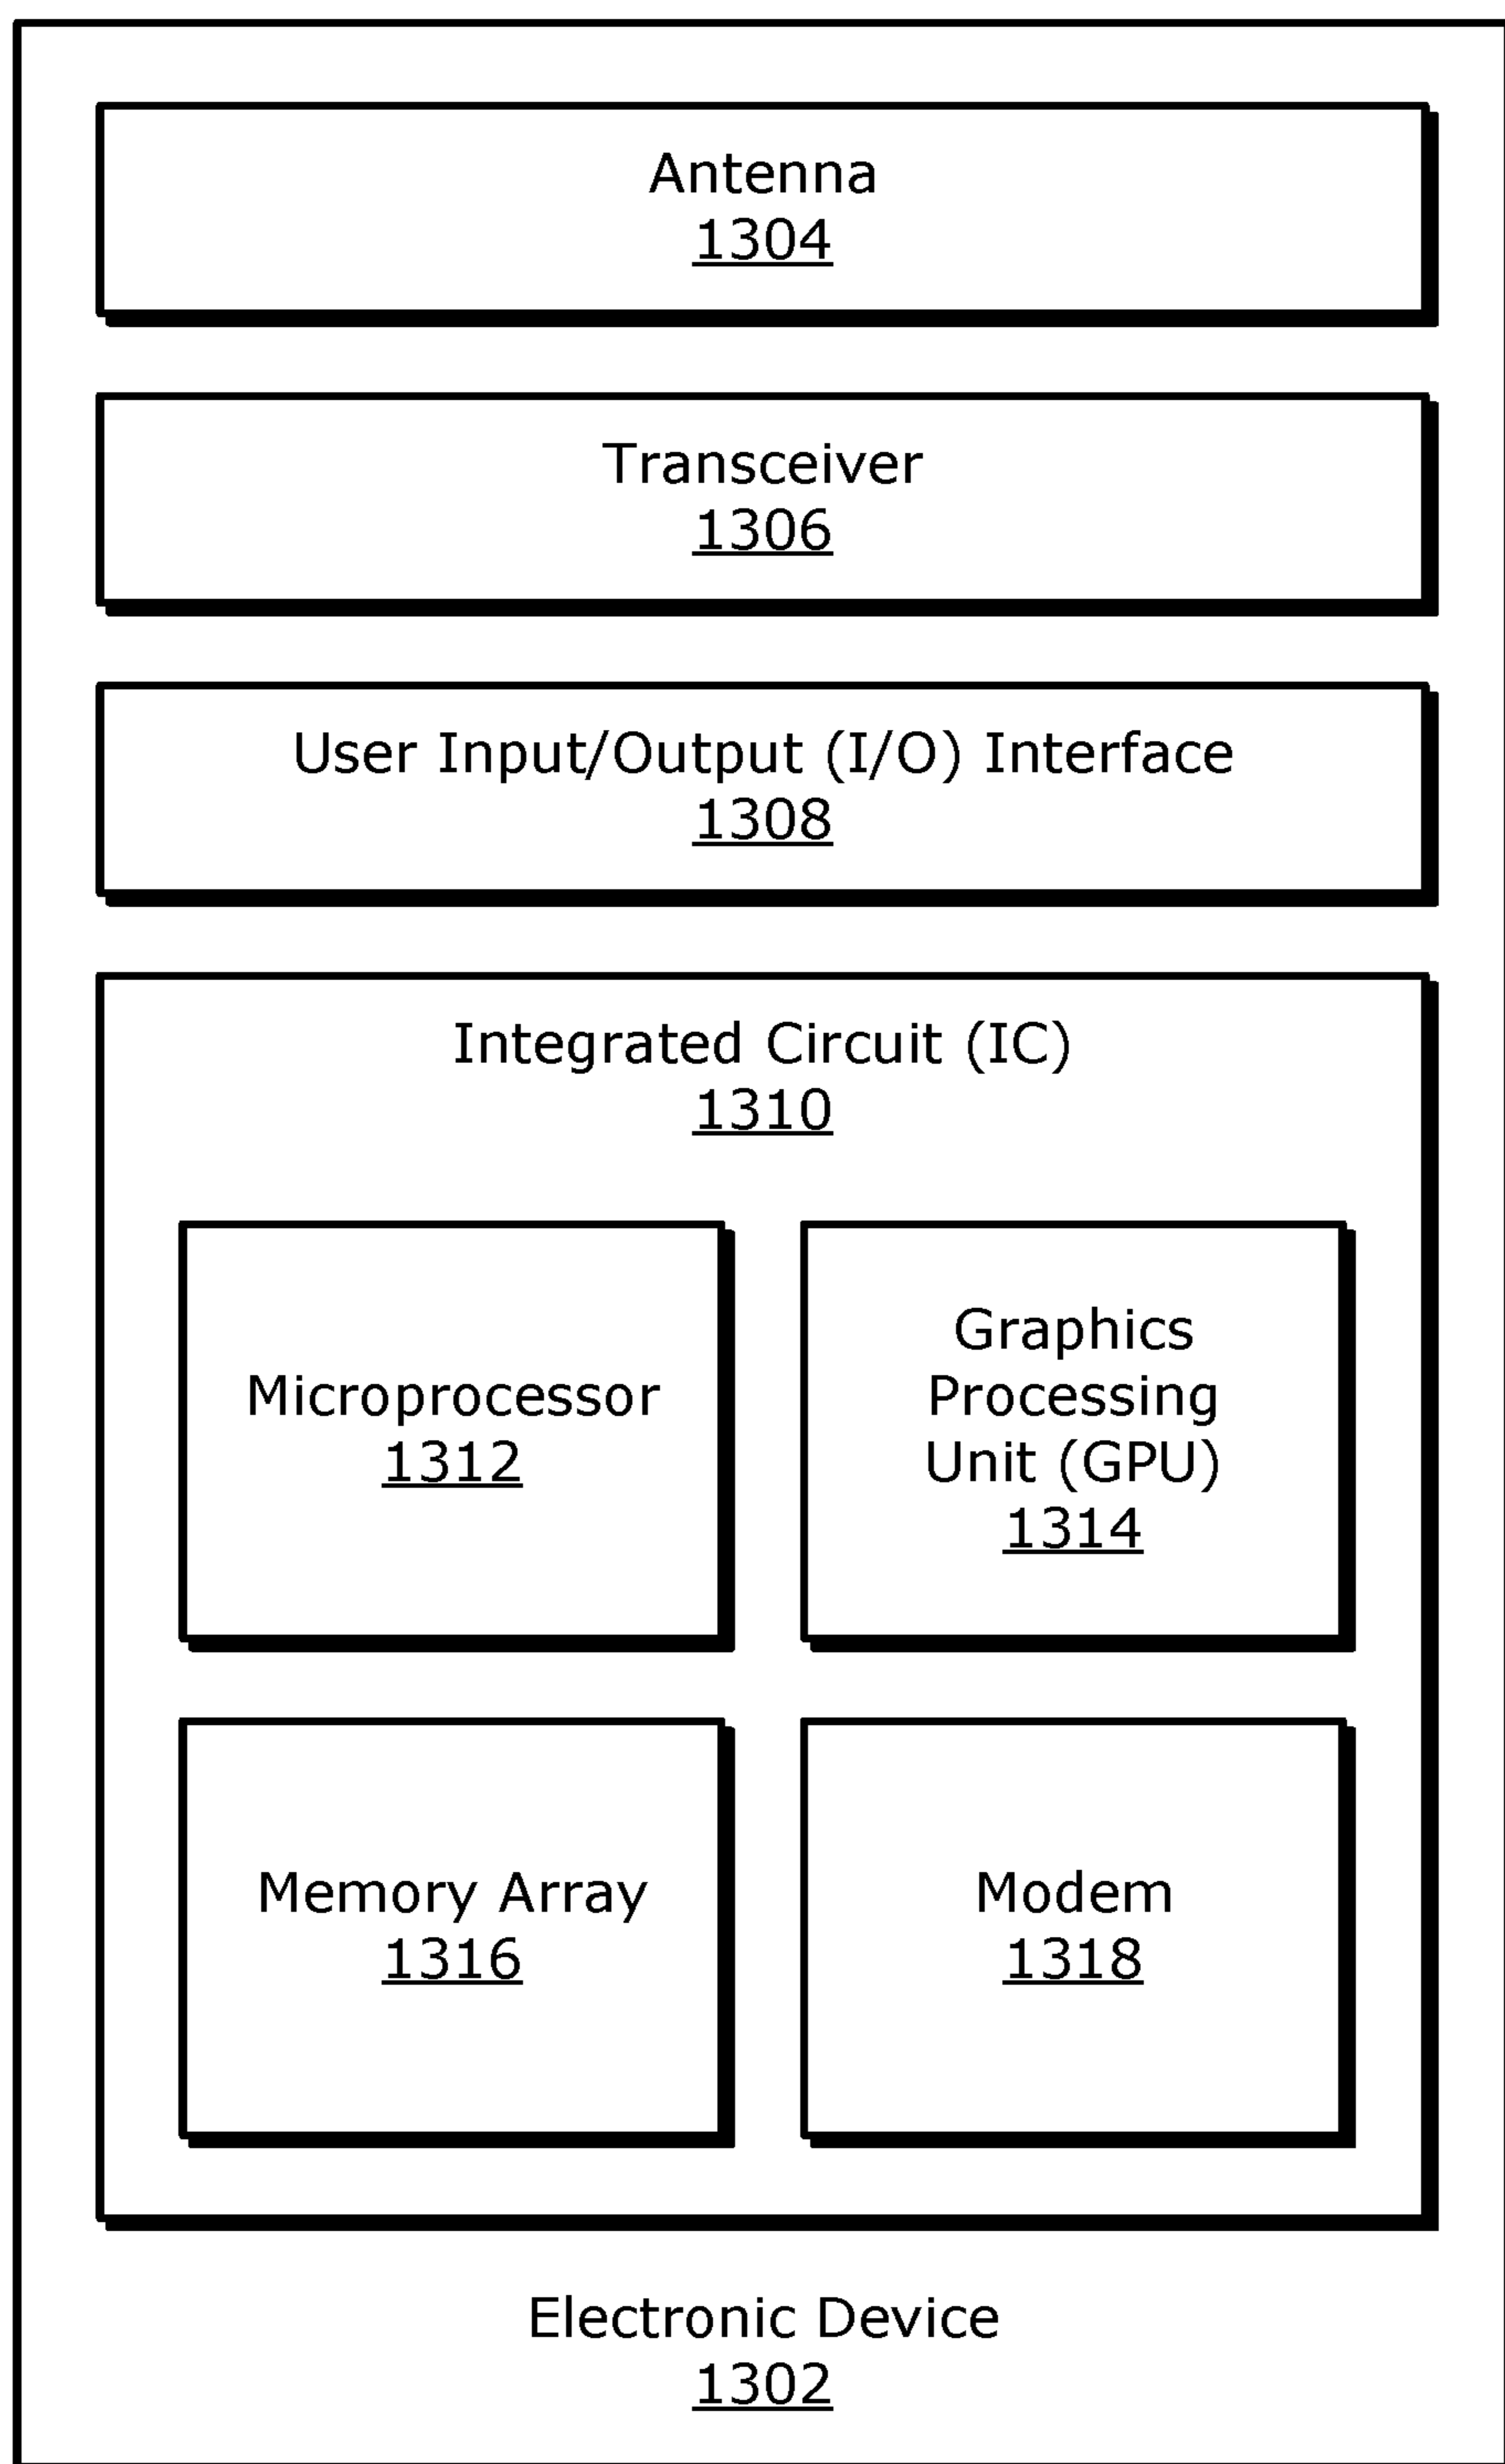 Antenna
1304
Transceiver
1306
User Input/Output (I/O) Interface
1308
Integrated Circuit (IC)
1310
Microprocessor
1312
Graphics
Processing
Unit (GPU)
1314
Memory Array
1316
Modem
1318
Electronic Device
1302